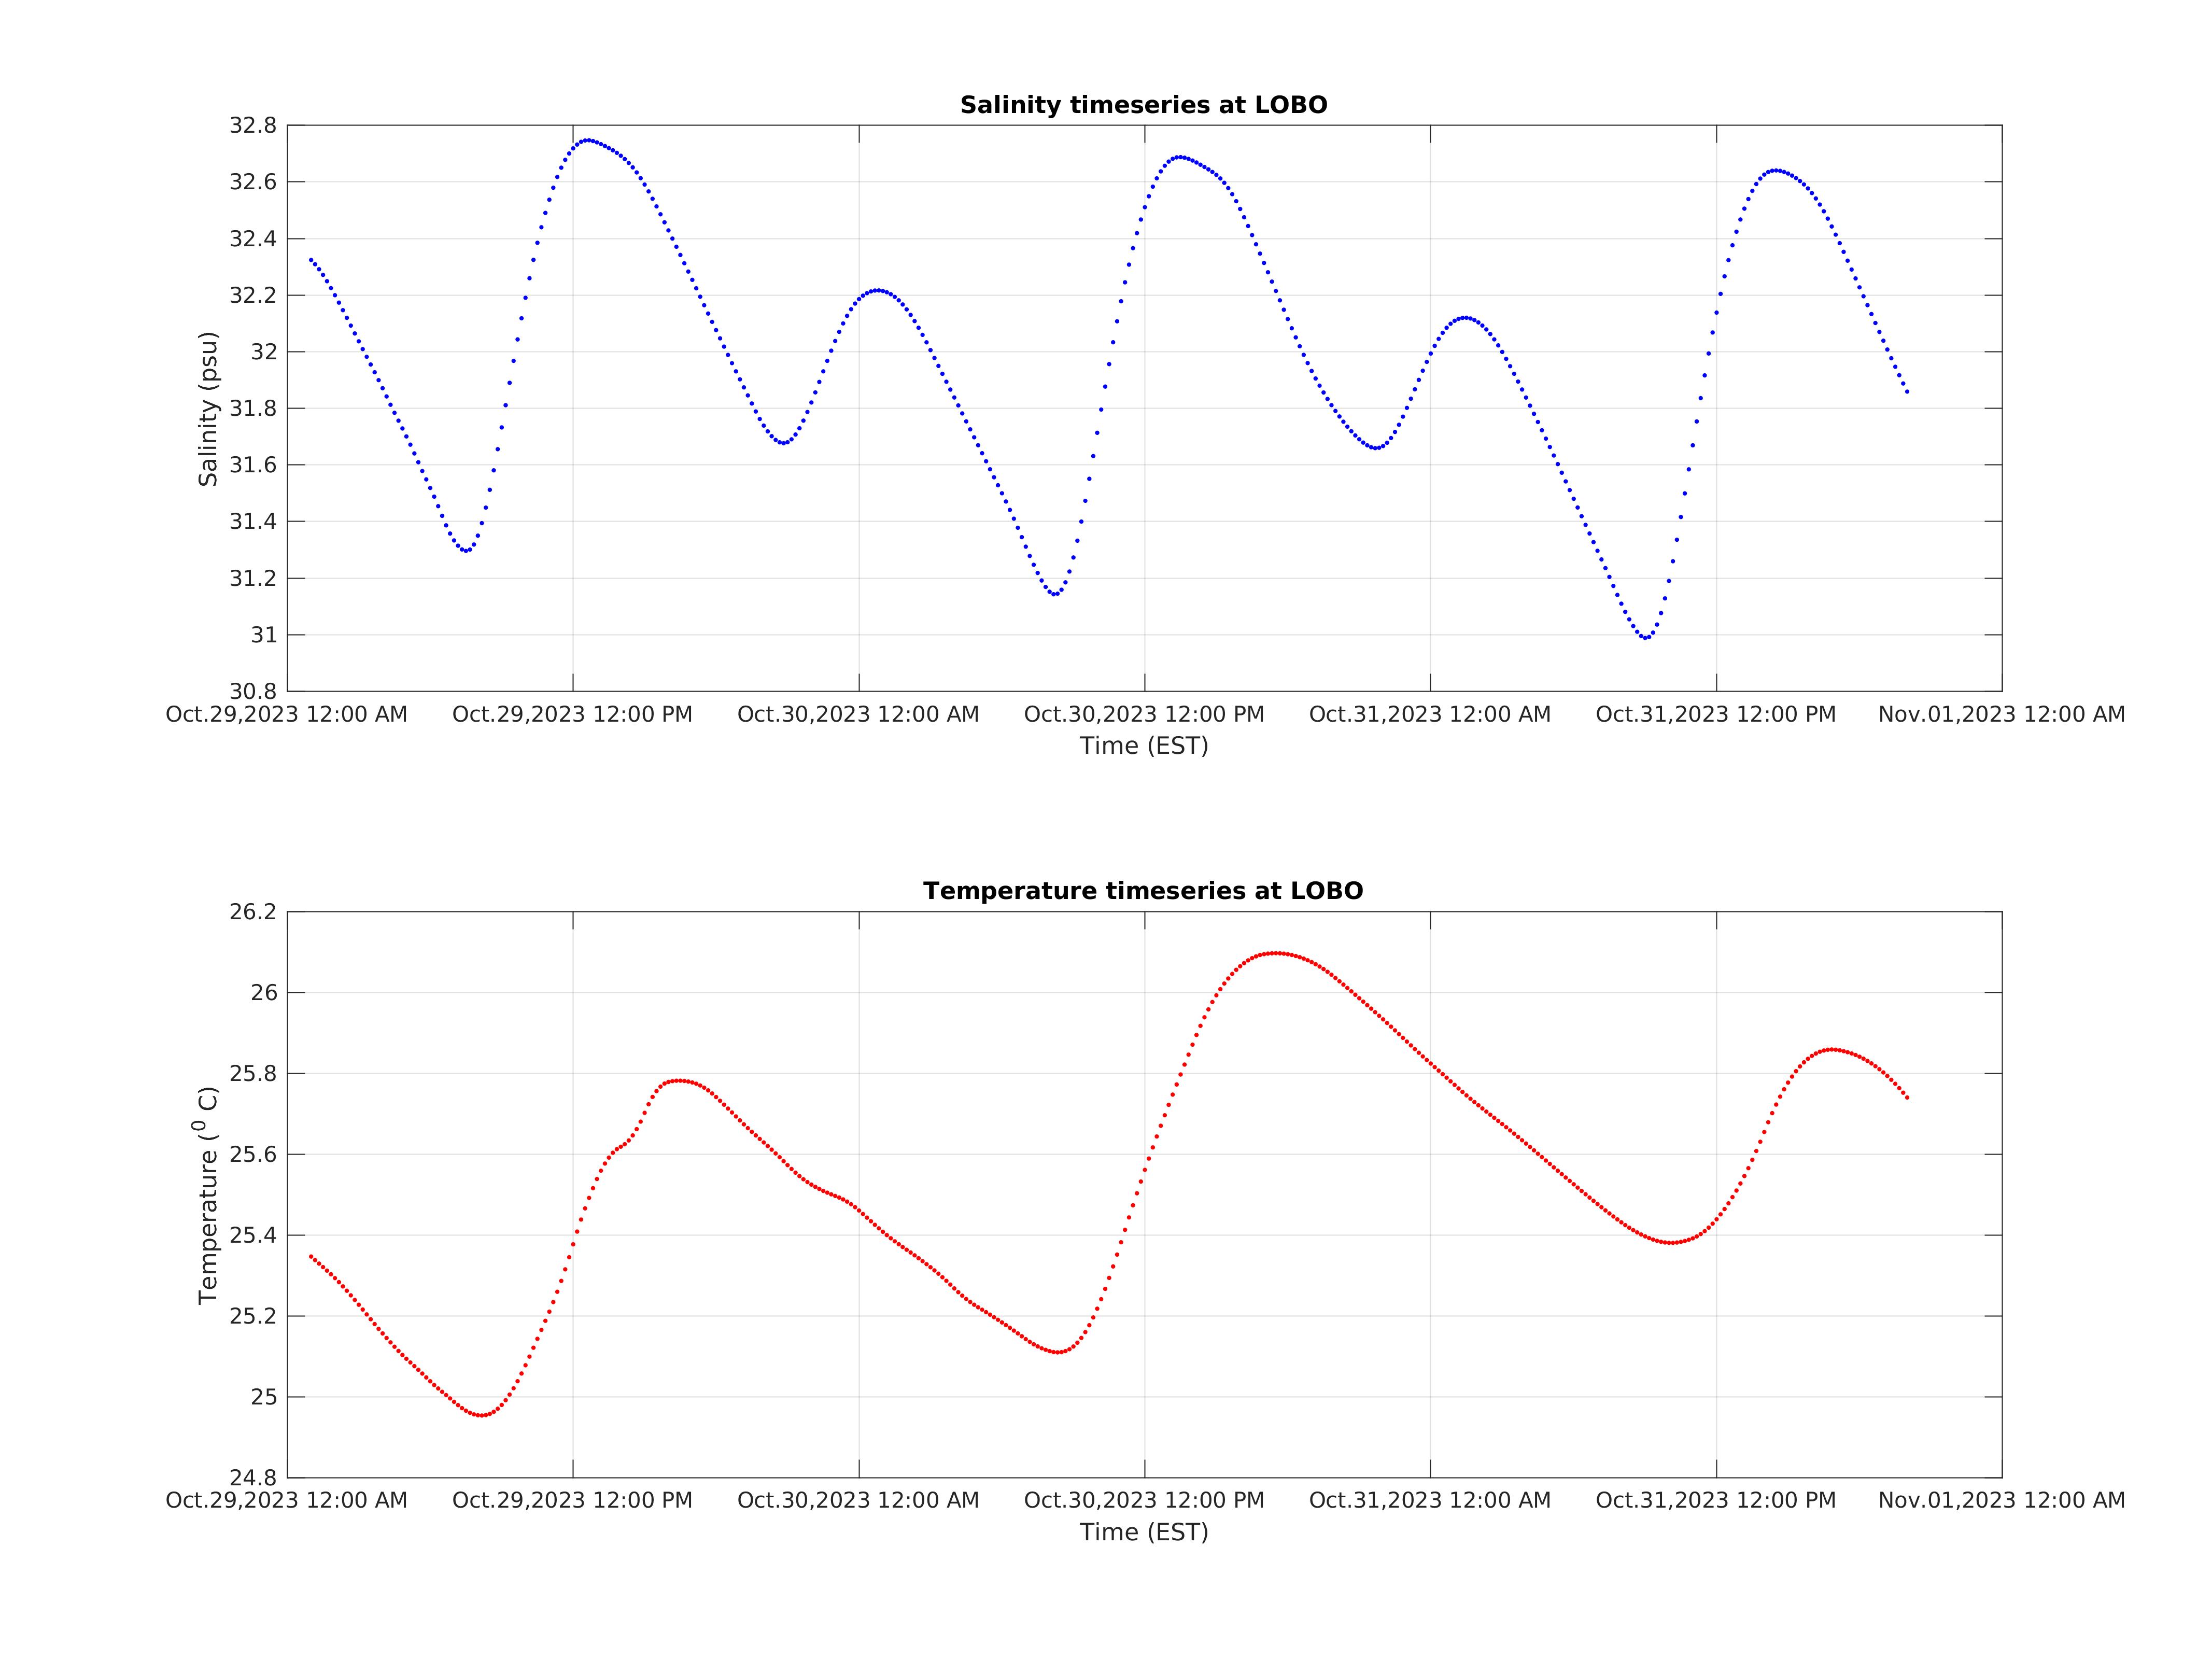 Salinity timeseries at LOBO
32.8
32.6
32.4
32.2
32
31.8
31.6
31.4
31.2
31
30.8
Salinity (psu)
Oct.29,2023 12:00 AM Oct.29,2023 12:00 PM Oct.30,2023 12:00 AM Oct.30,2023 12:00 PM Oct.31,2023 12:00 AM Oct.31,2023 12:00 PM Nov.01,2023 12:00 AM
Time (EST)
Temperature timeseries at LOBO
26.2
26
25.8
25.6
25.4
25.2
25
24.8
Temperature (⁰ C)
Oct.29,2023 12:00 AM Oct.29,2023 12:00 PM Oct.30,2023 12:00 AM Oct.30,2023 12:00 PM Oct.31,2023 12:00 AM Oct.31,2023 12:00 PM Nov.01,2023 12:00 AM
Time (EST)